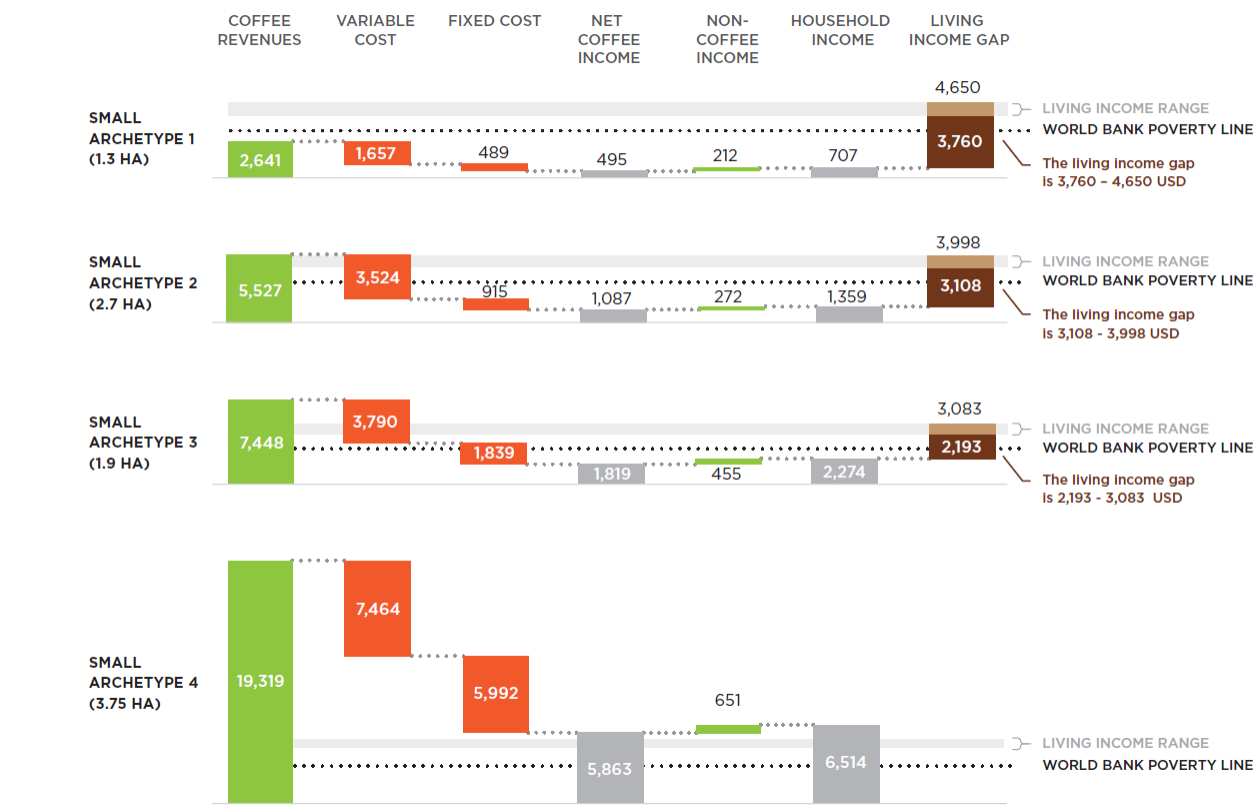 COFFEE
REVENUES
VARIABLE
COST
FIXED COST
NET
COFFEE
INCOME
NON-
COFFEE
INCOME
HOUSEHOLD
INCOME
LIVING
INCOME GAP
SMALL
ARCHETYPE 1
(1.3 HA)
2,641
1,657
489
495
212
707
4,650
3,760
LIVING INCOME RANGE
WORLD BANK POVERTY LINE
The living income gap
is 3,760 – 4,650 USD
SMALL
ARCHETYPE 2
(2.7 HA)
5,527
3,524
915
1,087
272
1,359
3,998
3,108
LIVING INCOME RANGE
WORLD BANK POVERTY LINE
The living income gap
is 3,108 - 3,998 USD
SMALL
ARCHETYPE 3
(1.9 HA)
7,448
3,790
1,839
1,819
455
2,274
3,083
2,193
LIVING INCOME RANGE
WORLD BANK POVERTY LINE
The living income gap
is 2,193 - 3,083 USD
SMALL
ARCHETYPE 4
(3.75 HA)
19,319
7,464
5,992
5,863
651
6,514
LIVING INCOME RANGE
WORLD BANK POVERTY LINE